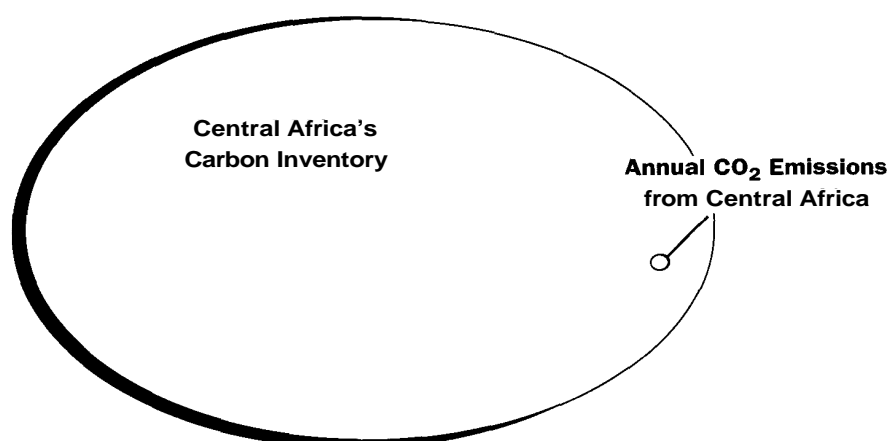 Central Africa's
Carbon Inventory
Annual CO₂ Emissions
from Central Africa